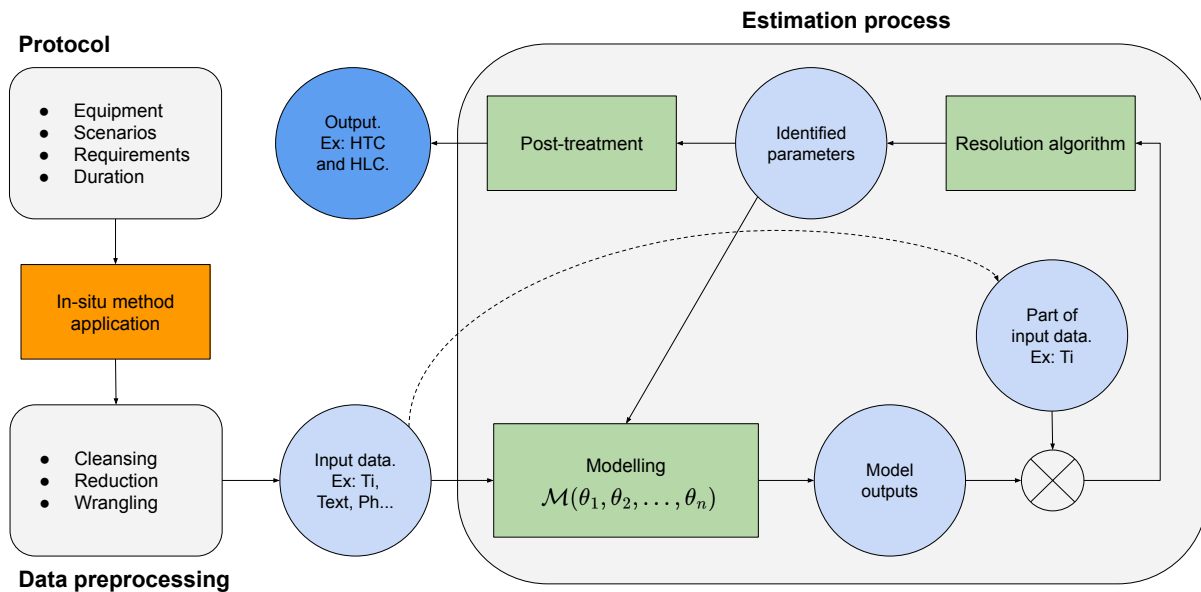 Estimation process
Protocol
● Equipment
● Scenarios
● Requirements
● Duration
Output.
Ex: HTC
and HLC.
Post-treatment
Identified
parameters
Resolution algorithm
In-situ method
application
Part of
input data.
Ex: Ti
● Cleansing
● Reduction
● Wrangling
Input data.
Ex: Ti,
Text, Ph...
Modelling
ℳ(θ₁, θ₂, . . . , θₙ)
Model
outputs
Data preprocessing